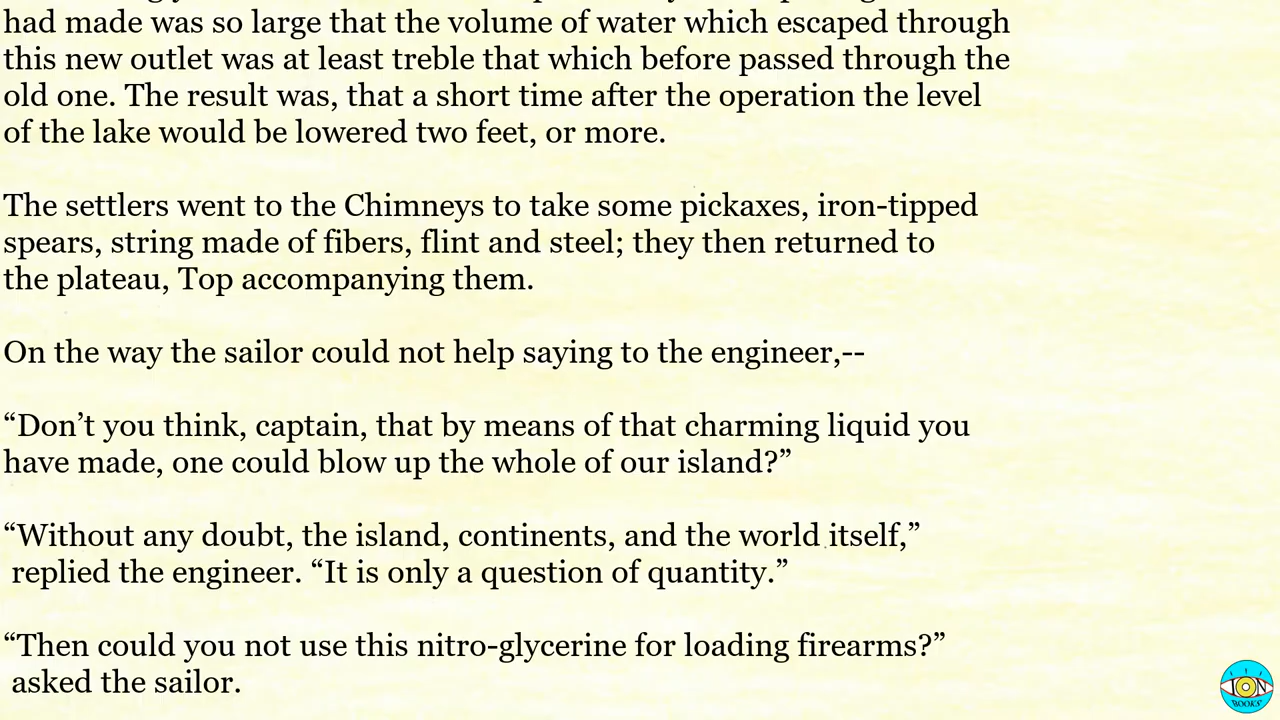 had made was so large that the volume of water which escaped through
this new outlet was at least treble that which before passed through the
old one. The result was, that a short time after the operation the level
of the lake would be lowered two feet, or more.
The settlers went to the Chimneys to take some pickaxes, iron-tipped
spears, string made of fibers, flint and steel; they then returned to
the plateau, Top accompanying them.
On the way the sailor could not help saying to the engineer,--
“Don’t you think, captain, that by means of that charming liquid you
have made, one could blow up the whole of our island?”
“Without any doubt, the island, continents, and the world itself,”
replied the engineer. “It is only a question of quantity.”
“Then could you not use this nitro-glycerine for loading firearms?”
asked the sailor.
ION
BOOKS